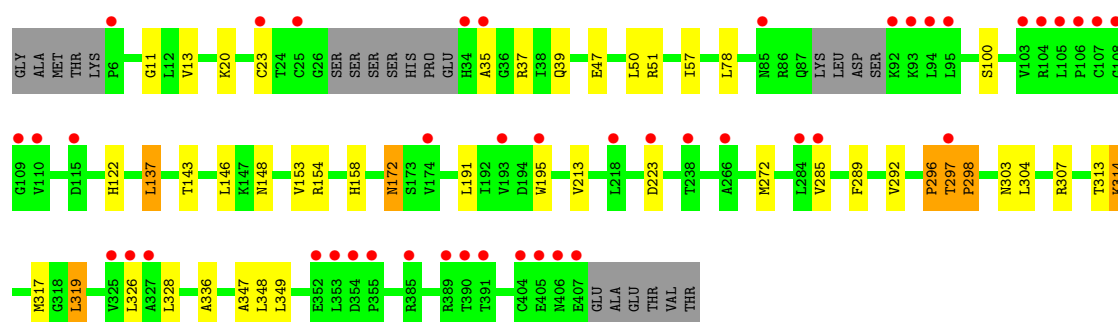 GLY ALA MET THR LYS P6 G11 L12 V13 K20 C23 T24 C25 G26 SER SER SER SER HIS PRO GLU H34 A35 G36 R37 I38 Q39 E47 L50 R51 I57 L78 N85 R86 Q87 LYS LEU ASP SER K92 K93 L94 L95 S100 V103 R104 L105 P106 C107 C108
G109 V110 D115 H122 L137 T143 L146 K147 N148 V153 R154 H158 N172 S173 V174 L191 I192 V193 D194 W195 V213 L218 D223 T238 A266 M272 L284 V285 F289 V292 P296 T297 P298 N303 L304 R307 T313 K314
M317 G318 L319 V325 L326 A327 L328 A336 A347 L348 L349 E352 L353 D354 P355 R385 R389 T390 T391 C404 E405 N406 E407 GLU ALA GLU THR VAL THR